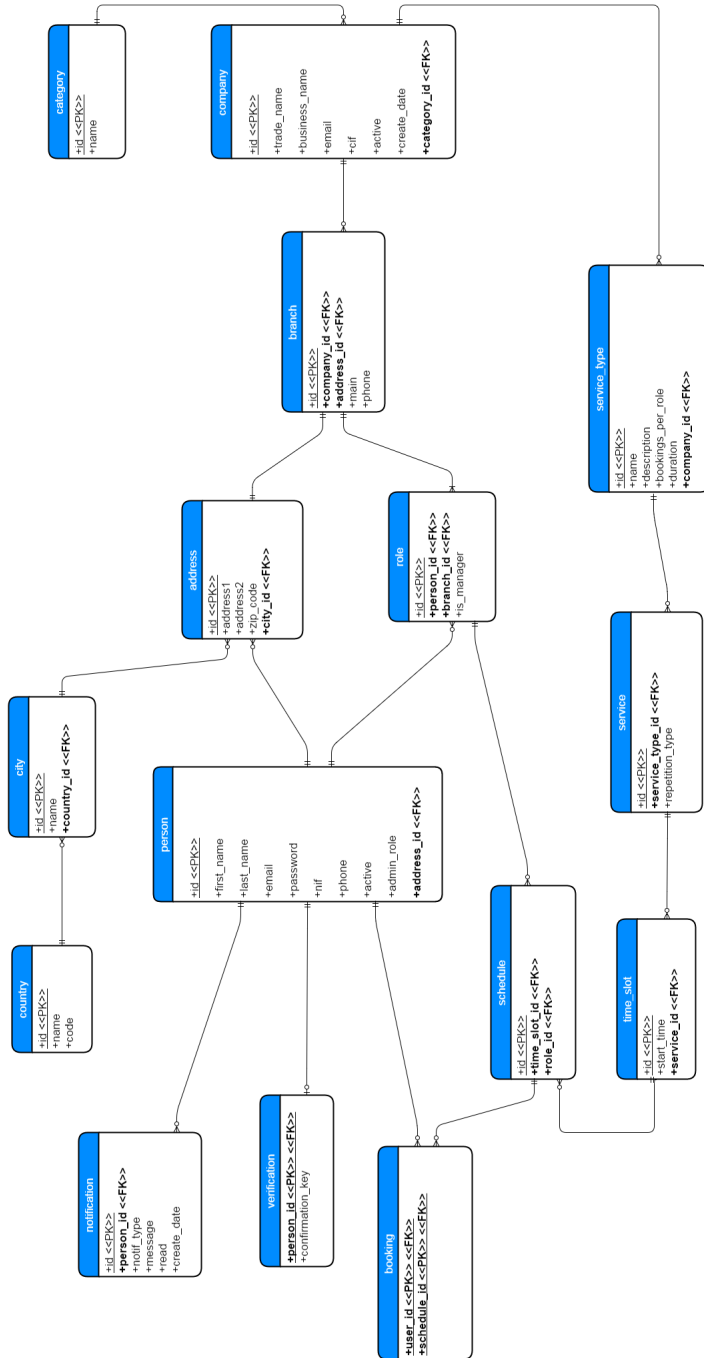 category
+id <<PK>>
+name
company
+id <<PK>>
+trade_name
+business_name
+email
+cif
+active
+create_date
+category_id <<FK>>
branch
+id <<PK>>
+company_id <<FK>>
+address_id <<FK>>
+main
+phone
service_type
+id <<PK>>
+name
+description
+bookings_per_role
+duration
+company_id <<FK>>
address
+id <<PK>>
+address1
+address2
+zip_code
+city_id <<FK>>
role
+id <<PK>>
+person_id <<FK>>
+branch_id <<FK>>
+is_manager
service
+id <<PK>>
+service_type_id <<FK>>
+repetition_type
city
+id <<PK>>
+name
+country_id <<FK>>
person
+id <<PK>>
+first_name
+last_name
+email
+password
+nif
+phone
+active
+admin_role
+address_id <<FK>>
country
+id <<PK>>
+name
+code
schedule
+id <<PK>>
+time_slot_id <<FK>>
+role_id <<FK>>
time_slot
+id <<PK>>
+start_time
+service_id <<FK>>
notification
+id <<PK>>
+person_id <<FK>>
+notif_type
+message
+read
+create_date
verification
+person_id <<PK>> <<FK>>
+confirmation_key
booking
+user_id <<PK>> <<FK>>
+schedule_id <<PK>> <<FK>>